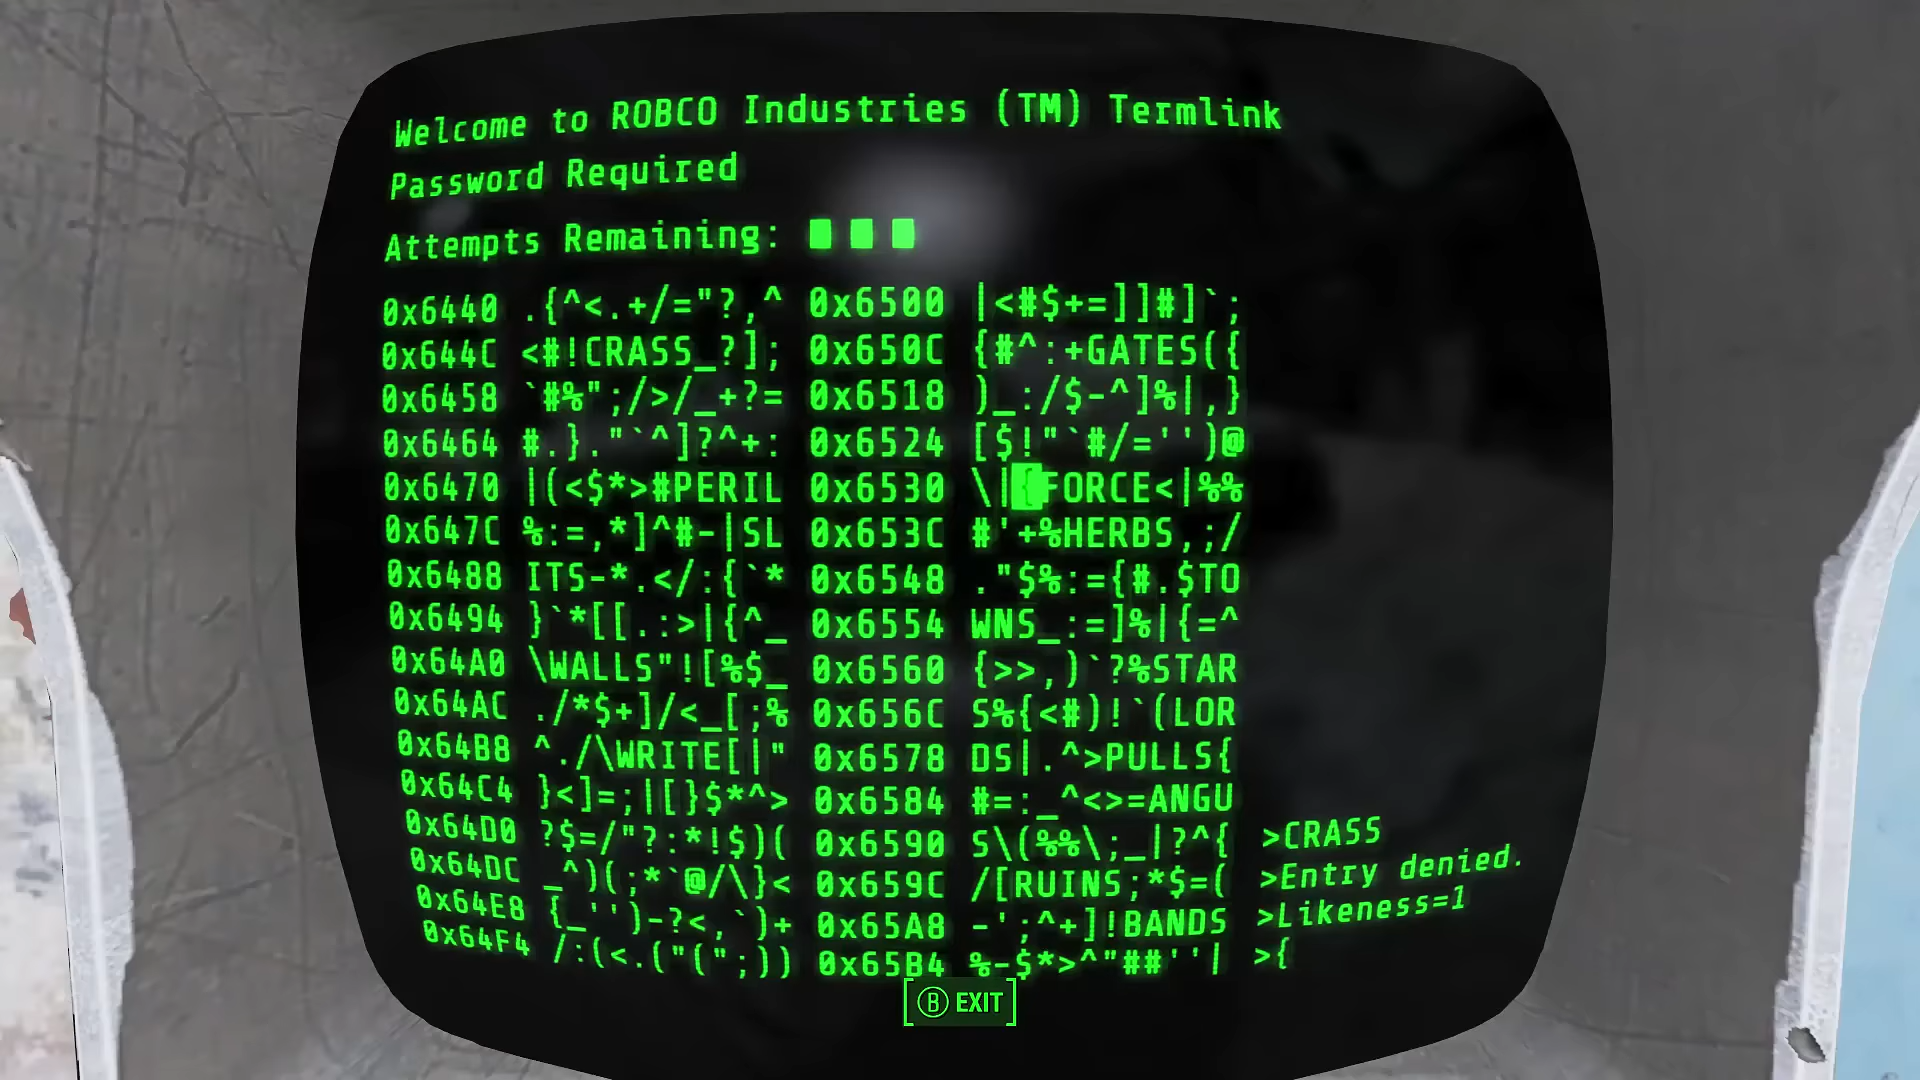 Welcome to ROBCO Industries (TM) Termlink
Password Required
Attempts Remaining: ■ ■ ■
0x6440 .{^<.+/="?,^ 0x6500 |<#$+=]]#]`;
0x644C <#!CRASS_?]; 0x650C {#^:+GATES({
0x6458 `#%";/>/_+?= 0x6518 )_:/$-^]%|,}
0x6464 #.}."`^]?^+: 0x6524 [$!"`#/='')@
0x6470 |(<$*>#PERIL 0x6530 \|{FORCE<|%%
0x647C %:=,*]^#-|SL 0x653C #'+%HERBS,;/
0x6488 ITS-*.</:{`* 0x6548 ."$%:={#.$TO
0x6494 }`*[[.:>|{^_ 0x6554 WNS_:=]%|{=^
0x64A0 \WALLS"![%$_ 0x6560 {>>,)`?%STAR
0x64AC ./*$+]/<_[;% 0x656C S%{<#)!`(LOR
0x64B8 ^./\WRITE[|" 0x6578 DS|.^>PULLS{
0x64C4 }<]=;|[}$*^> 0x6584 #=:_^<>=ANGU
0x64D0 ?$=/"?:*!$)( 0x6590 S\(%%\;_|?^{ >CRASS
0x64DC _^)(;*`@/\}< 0x659C /[RUINS;*$=( >Entry denied.
0x64E8 {_'')-?<,`)+ 0x65A8 -';^+]!BANDS >Likeness=1
0x64F4 /:(<.("(";)) 0x65B4 %-$*>^"##''| >{
B EXIT